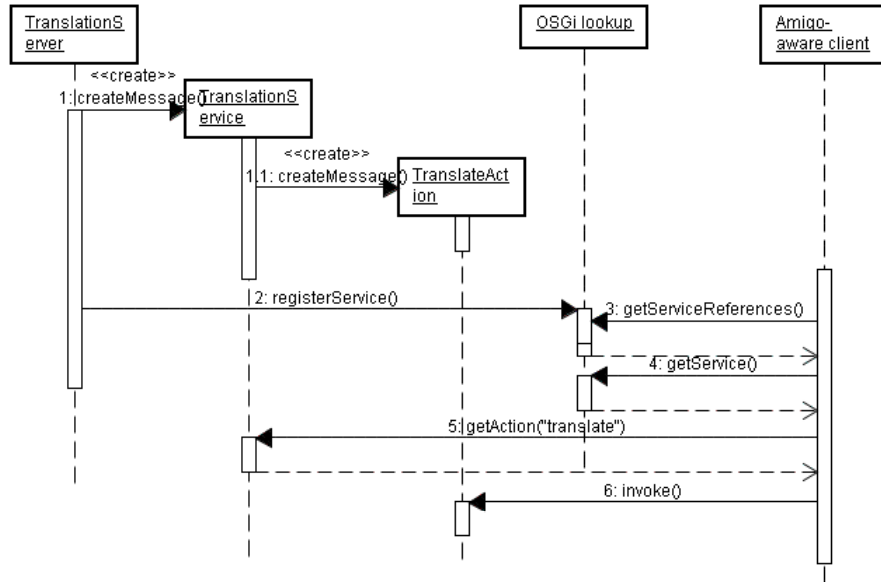 TranslationS
erver
OSGi lookup
Amigo-
aware client
<<create>>
1: createMessage()
TranslationS
ervice
<<create>>
1.1: createMessage()
TranslateAct
ion
2: registerService()
3: getServiceReferences()
4: getService()
5: getAction("translate")
6: invoke()